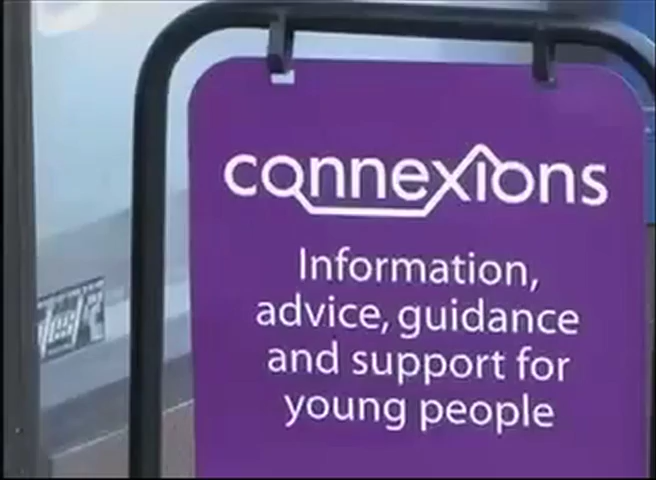 connexions
Information,
advice, guidance
and support for
young people